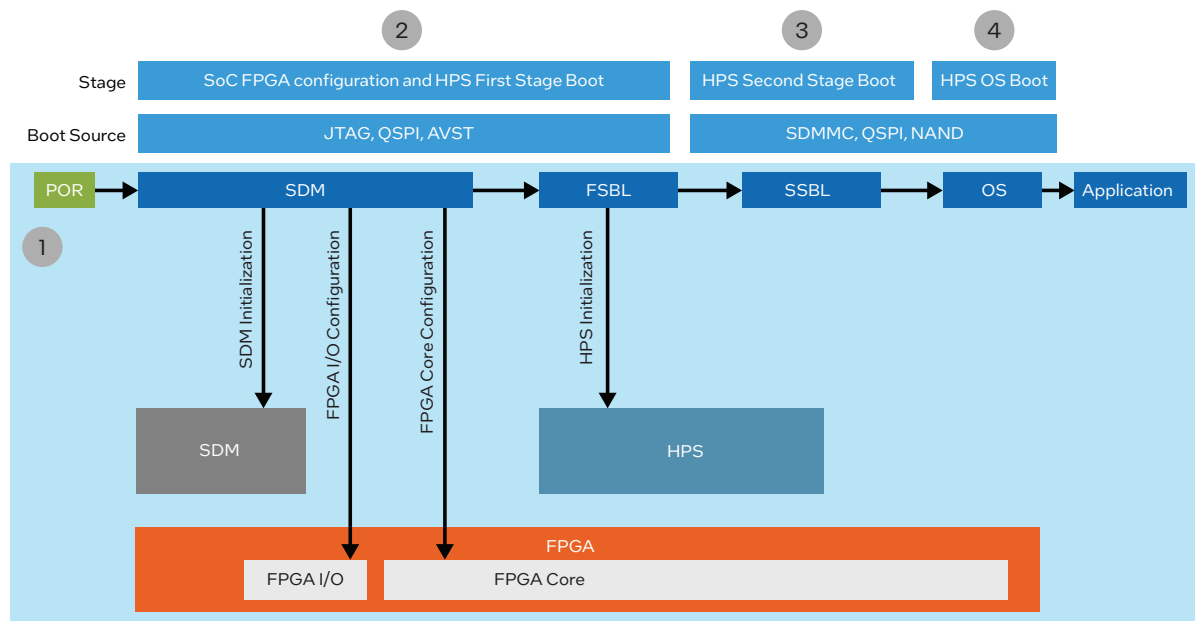 2
3
4
Stage
SoC FPGA configuration and HPS First Stage Boot
HPS Second Stage Boot
HPS OS Boot
Boot Source
JTAG, QSPI, AVST
SDMMC, QSPI, NAND
POR
SDM
FSBL
SSBL
OS
Application
1
SDM Initialization
FPGA I/O Configuration
FPGA Core Configuration
HPS Initialization
SDM
HPS
FPGA
FPGA I/O
FPGA Core